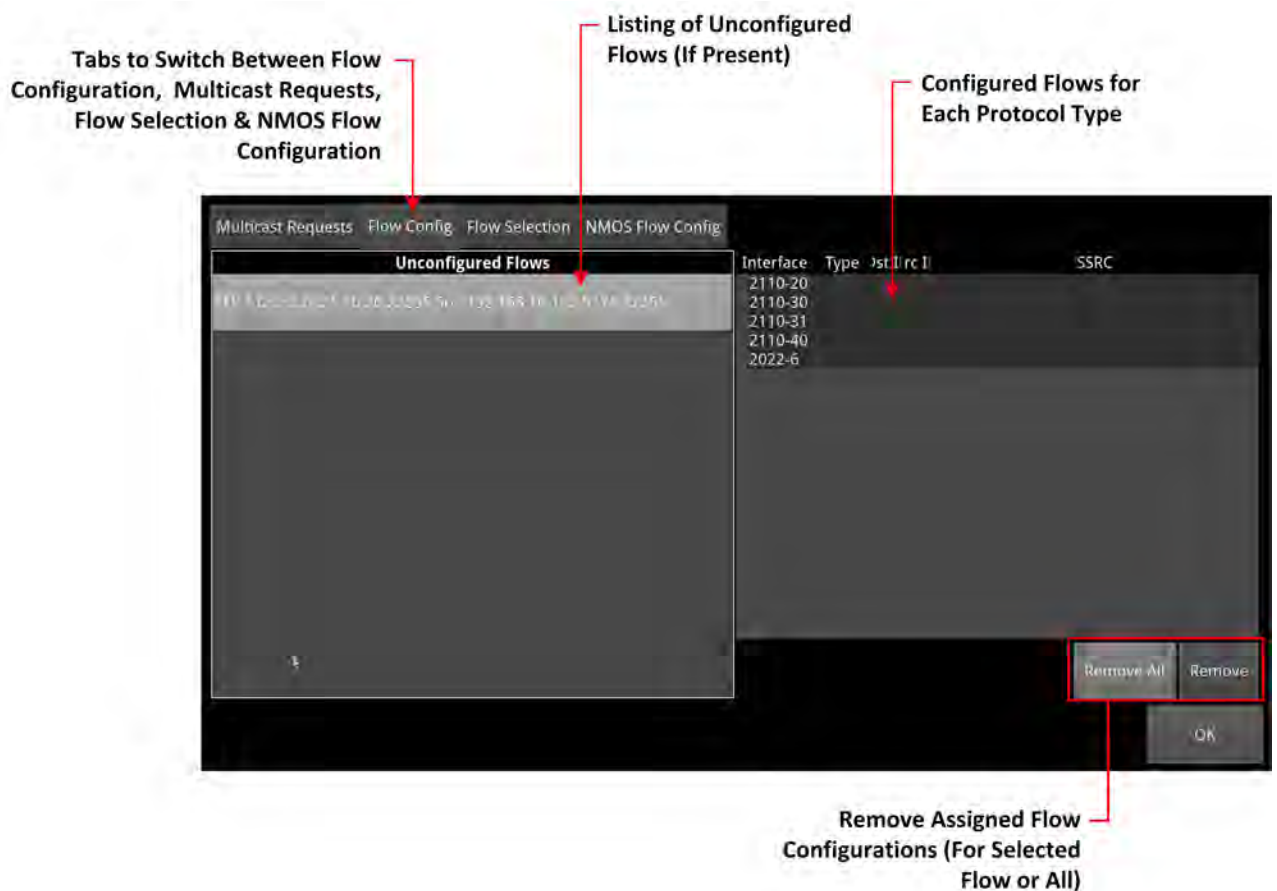 Listing of Unconfigured
Flows (If Present)
Tabs to Switch Between Flow
Configuration, Multicast Requests,
Flow Selection & NMOS Flow
Configuration
Configured Flows for
Each Protocol Type
Multicast Requests Flow Config Flow Selection NMOS Flow Config
Unconfigured Flows
Interface Type SSRC
2110-20
2110-30
2110-31
2110-40
2022-6
Remove All Remove
OK
Remove Assigned Flow
Configurations (For Selected
Flow or All)